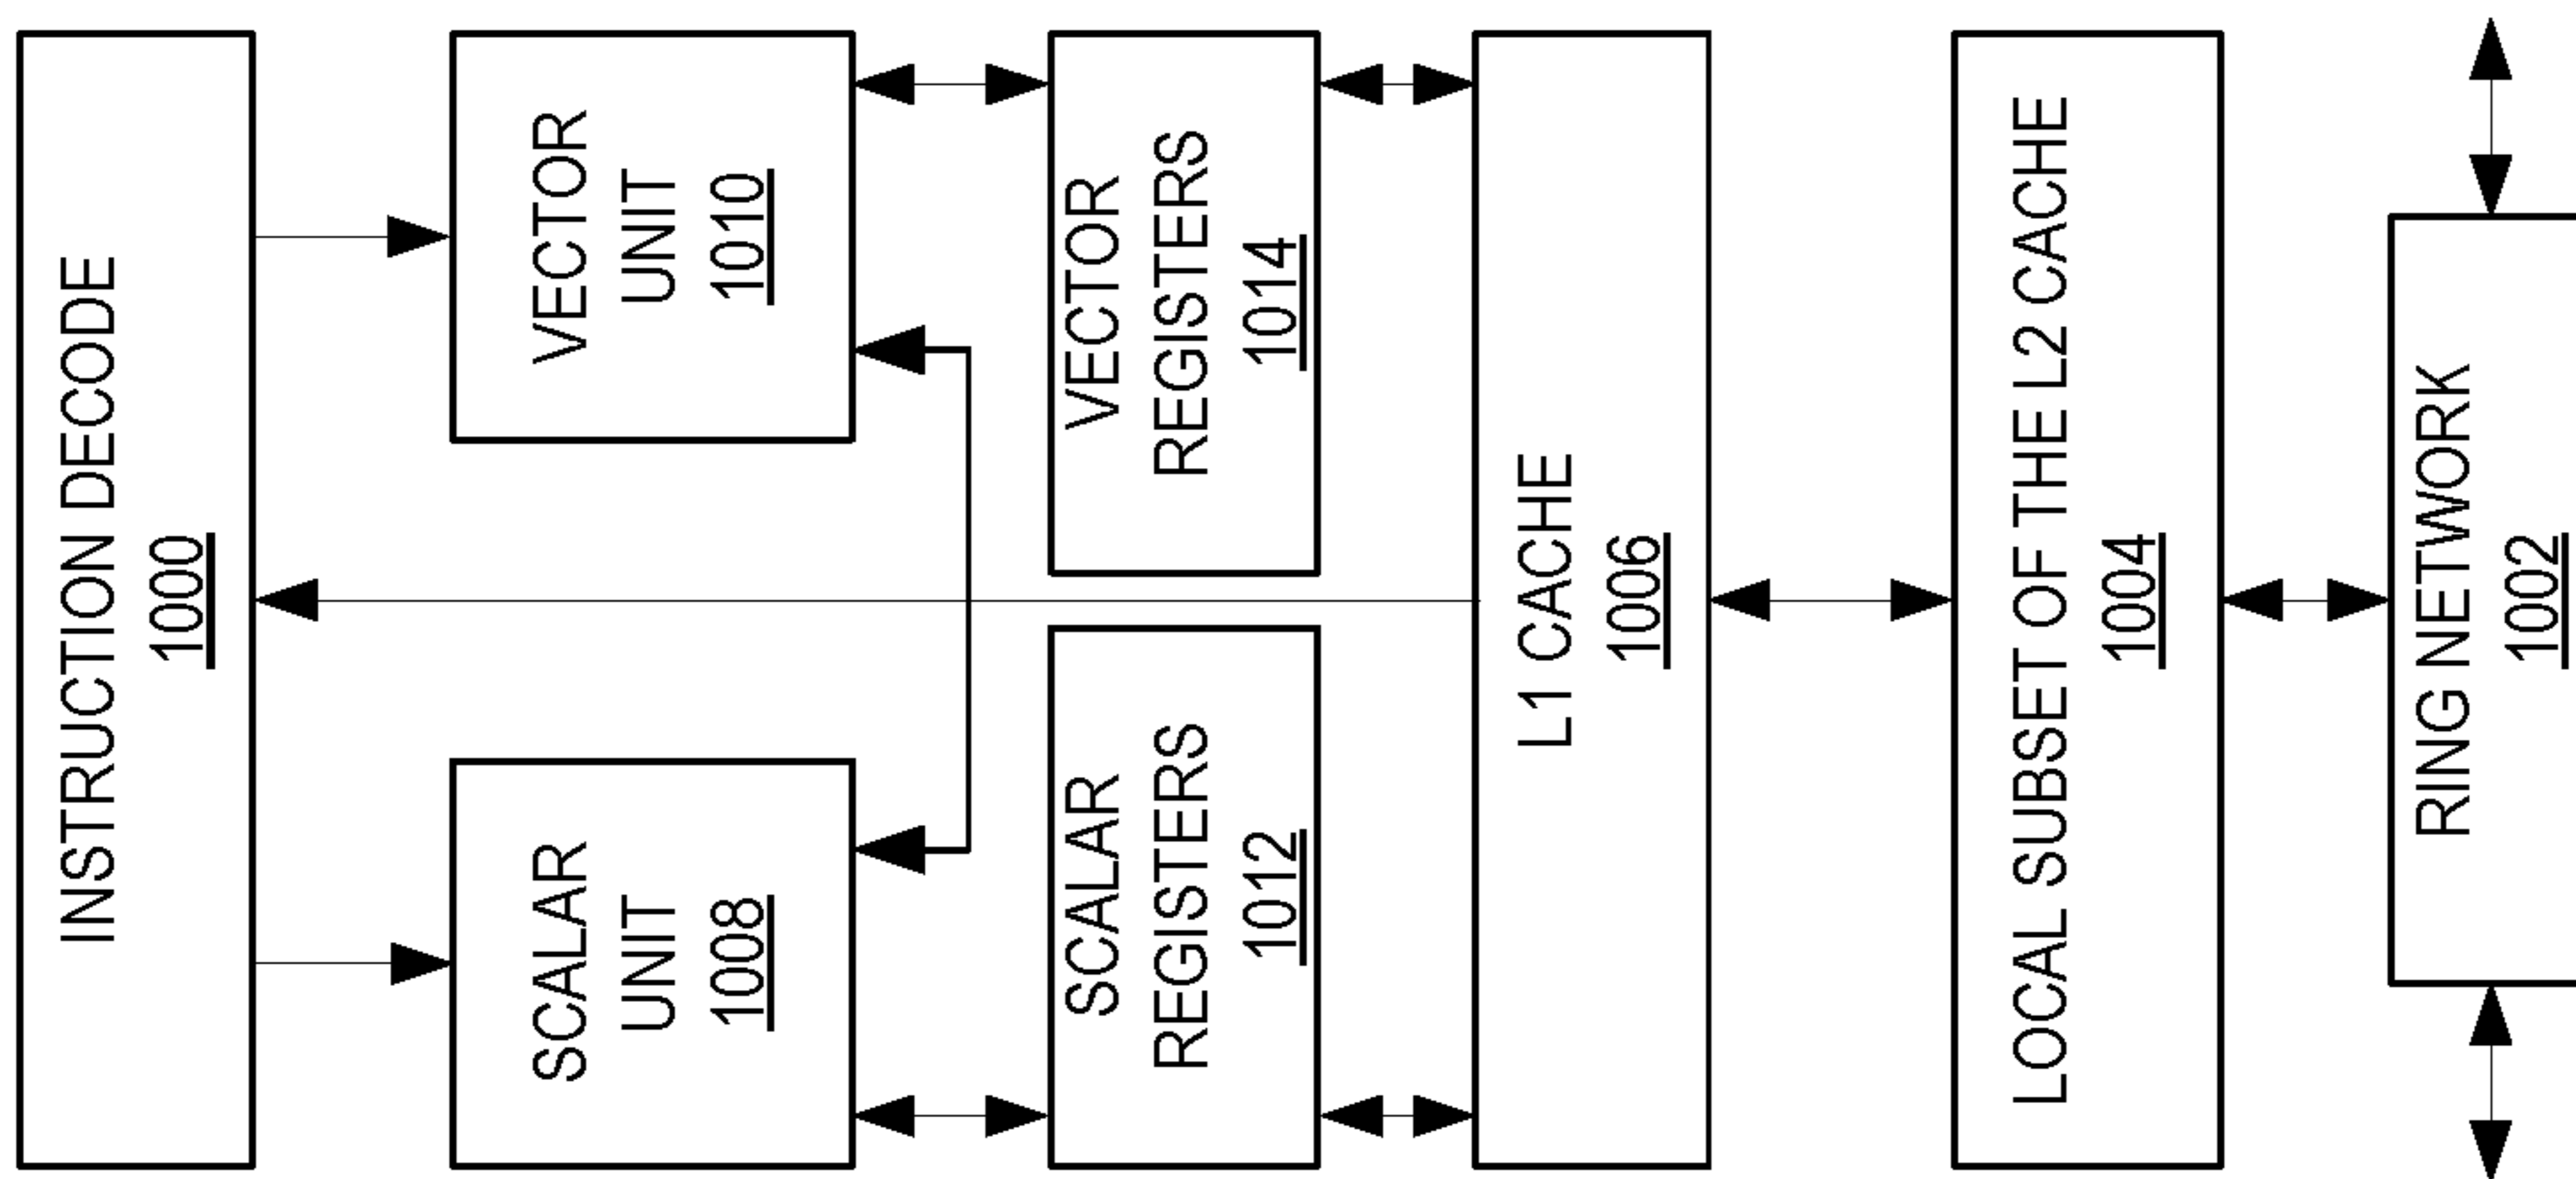 INSTRUCTION DECODE
1000
SCALAR
UNIT
1008
VECTOR
UNIT
1010
SCALAR
REGISTERS
1012
VECTOR
REGISTERS
1014
L1 CACHE
1006
LOCAL SUBSET OF THE L2 CACHE
1004
RING NETWORK
1002